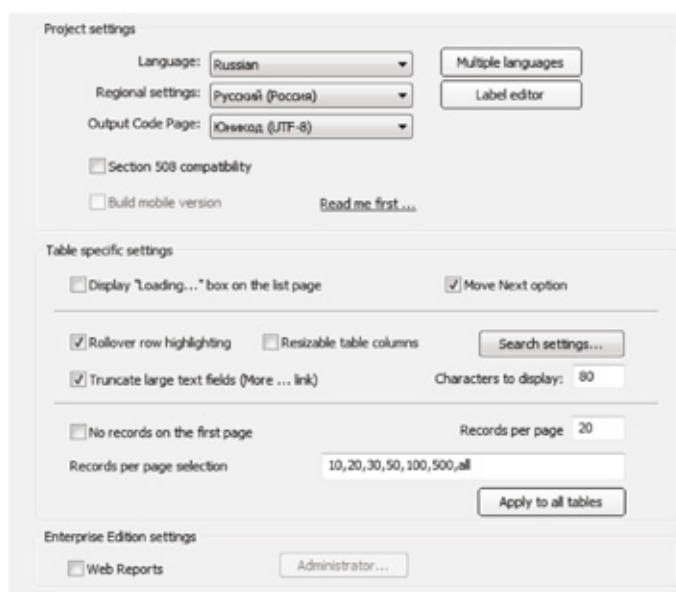 Project settings
Language: Russian Multiple languages
Regional settings: Русский (Россия) Label editor
Output Code Page: Юникод (UTF-8)
Section 508 compatibility
Build mobile version Read me first ...
Table specific settings
Display "Loading..." box on the list page Move Next option
Rollover row highlighting Resizable table columns Search settings...
Truncate large text fields (More ... link) Characters to display: 80
No records on the first page Records per page 20
Records per page selection 10,20,30,50,100,500,all
Apply to all tables
Enterprise Edition settings
Web Reports Administrator...